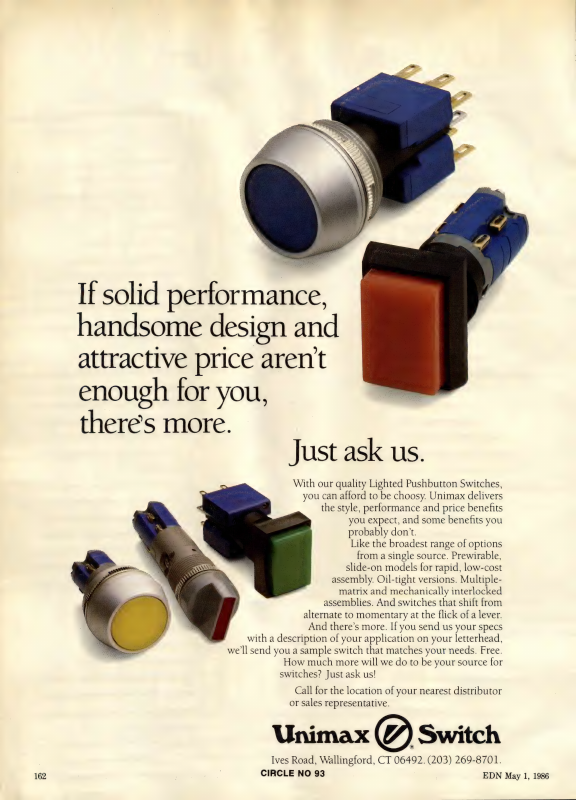 If solid performance,
handsome design and
attractive price aren't
enough for you,
there's more.
Just ask us.
With our quality Lighted Pushbutton Switches,
you can afford to be choosy. Unimax delivers
the style, performance and price benefits
you expect, and some benefits you
probably don't.
Like the broadest range of options
from a single source. Prewirable,
slide-on models for rapid, low-cost
assembly. Oil-tight versions. Multiple-
matrix and mechanically interlocked
assemblies. And switches that shift from
alternate to momentary at the flick of a lever.
And there's more. If you send us your specs
with a description of your application on your letterhead,
we'll send you a sample switch that matches your needs. Free.
How much more will we do to be your source for
switches? Just ask us!
Call for the location of your nearest distributor
or sales representative.
Unimax Switch
Ives Road, Wallingford, CT 06492. (203) 269-8701.
162
CIRCLE NO 93
EDN May 1, 1986